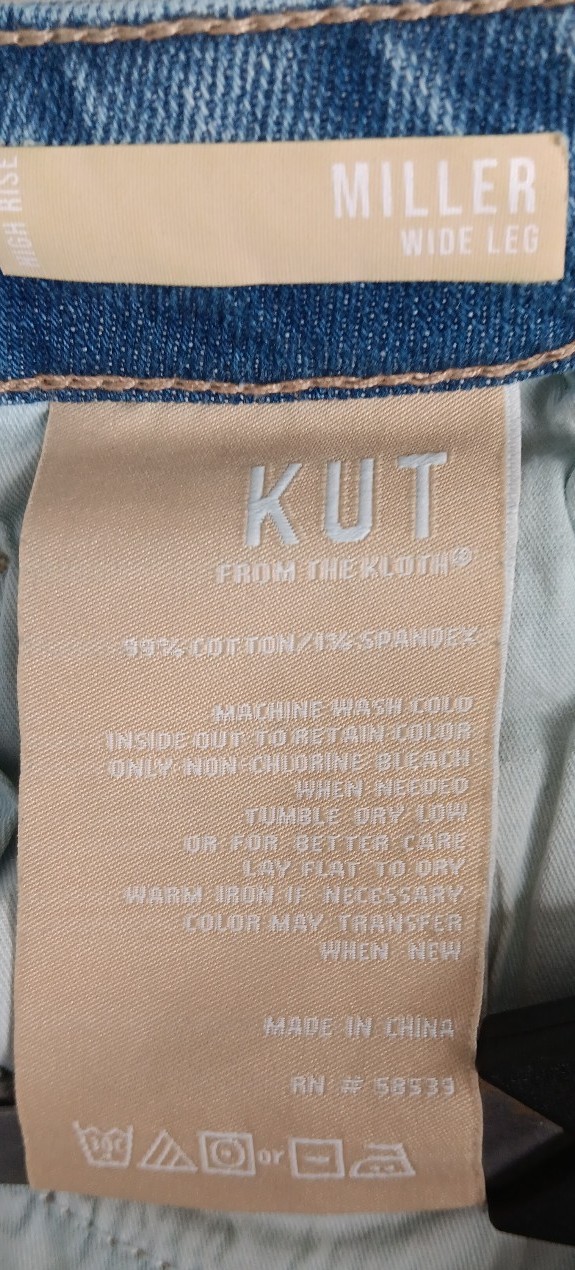 HIGH RISE
MILLER
WIDE LEG
KUT
FROM THE KLOTH®
99% COTTON/1% SPANDEX
MACHINE WASH COLD
INSIDE OUT TO RETAIN COLOR
ONLY NON-CHLORINE BLEACH
WHEN NEEDED
TUMBLE DRY LOW
OR FOR BETTER CARE
LAY FLAT TO DRY
WARM IRON IF NECESSARY
COLOR MAY TRANSFER
WHEN NEW
MADE IN CHINA
RN # 58539
or